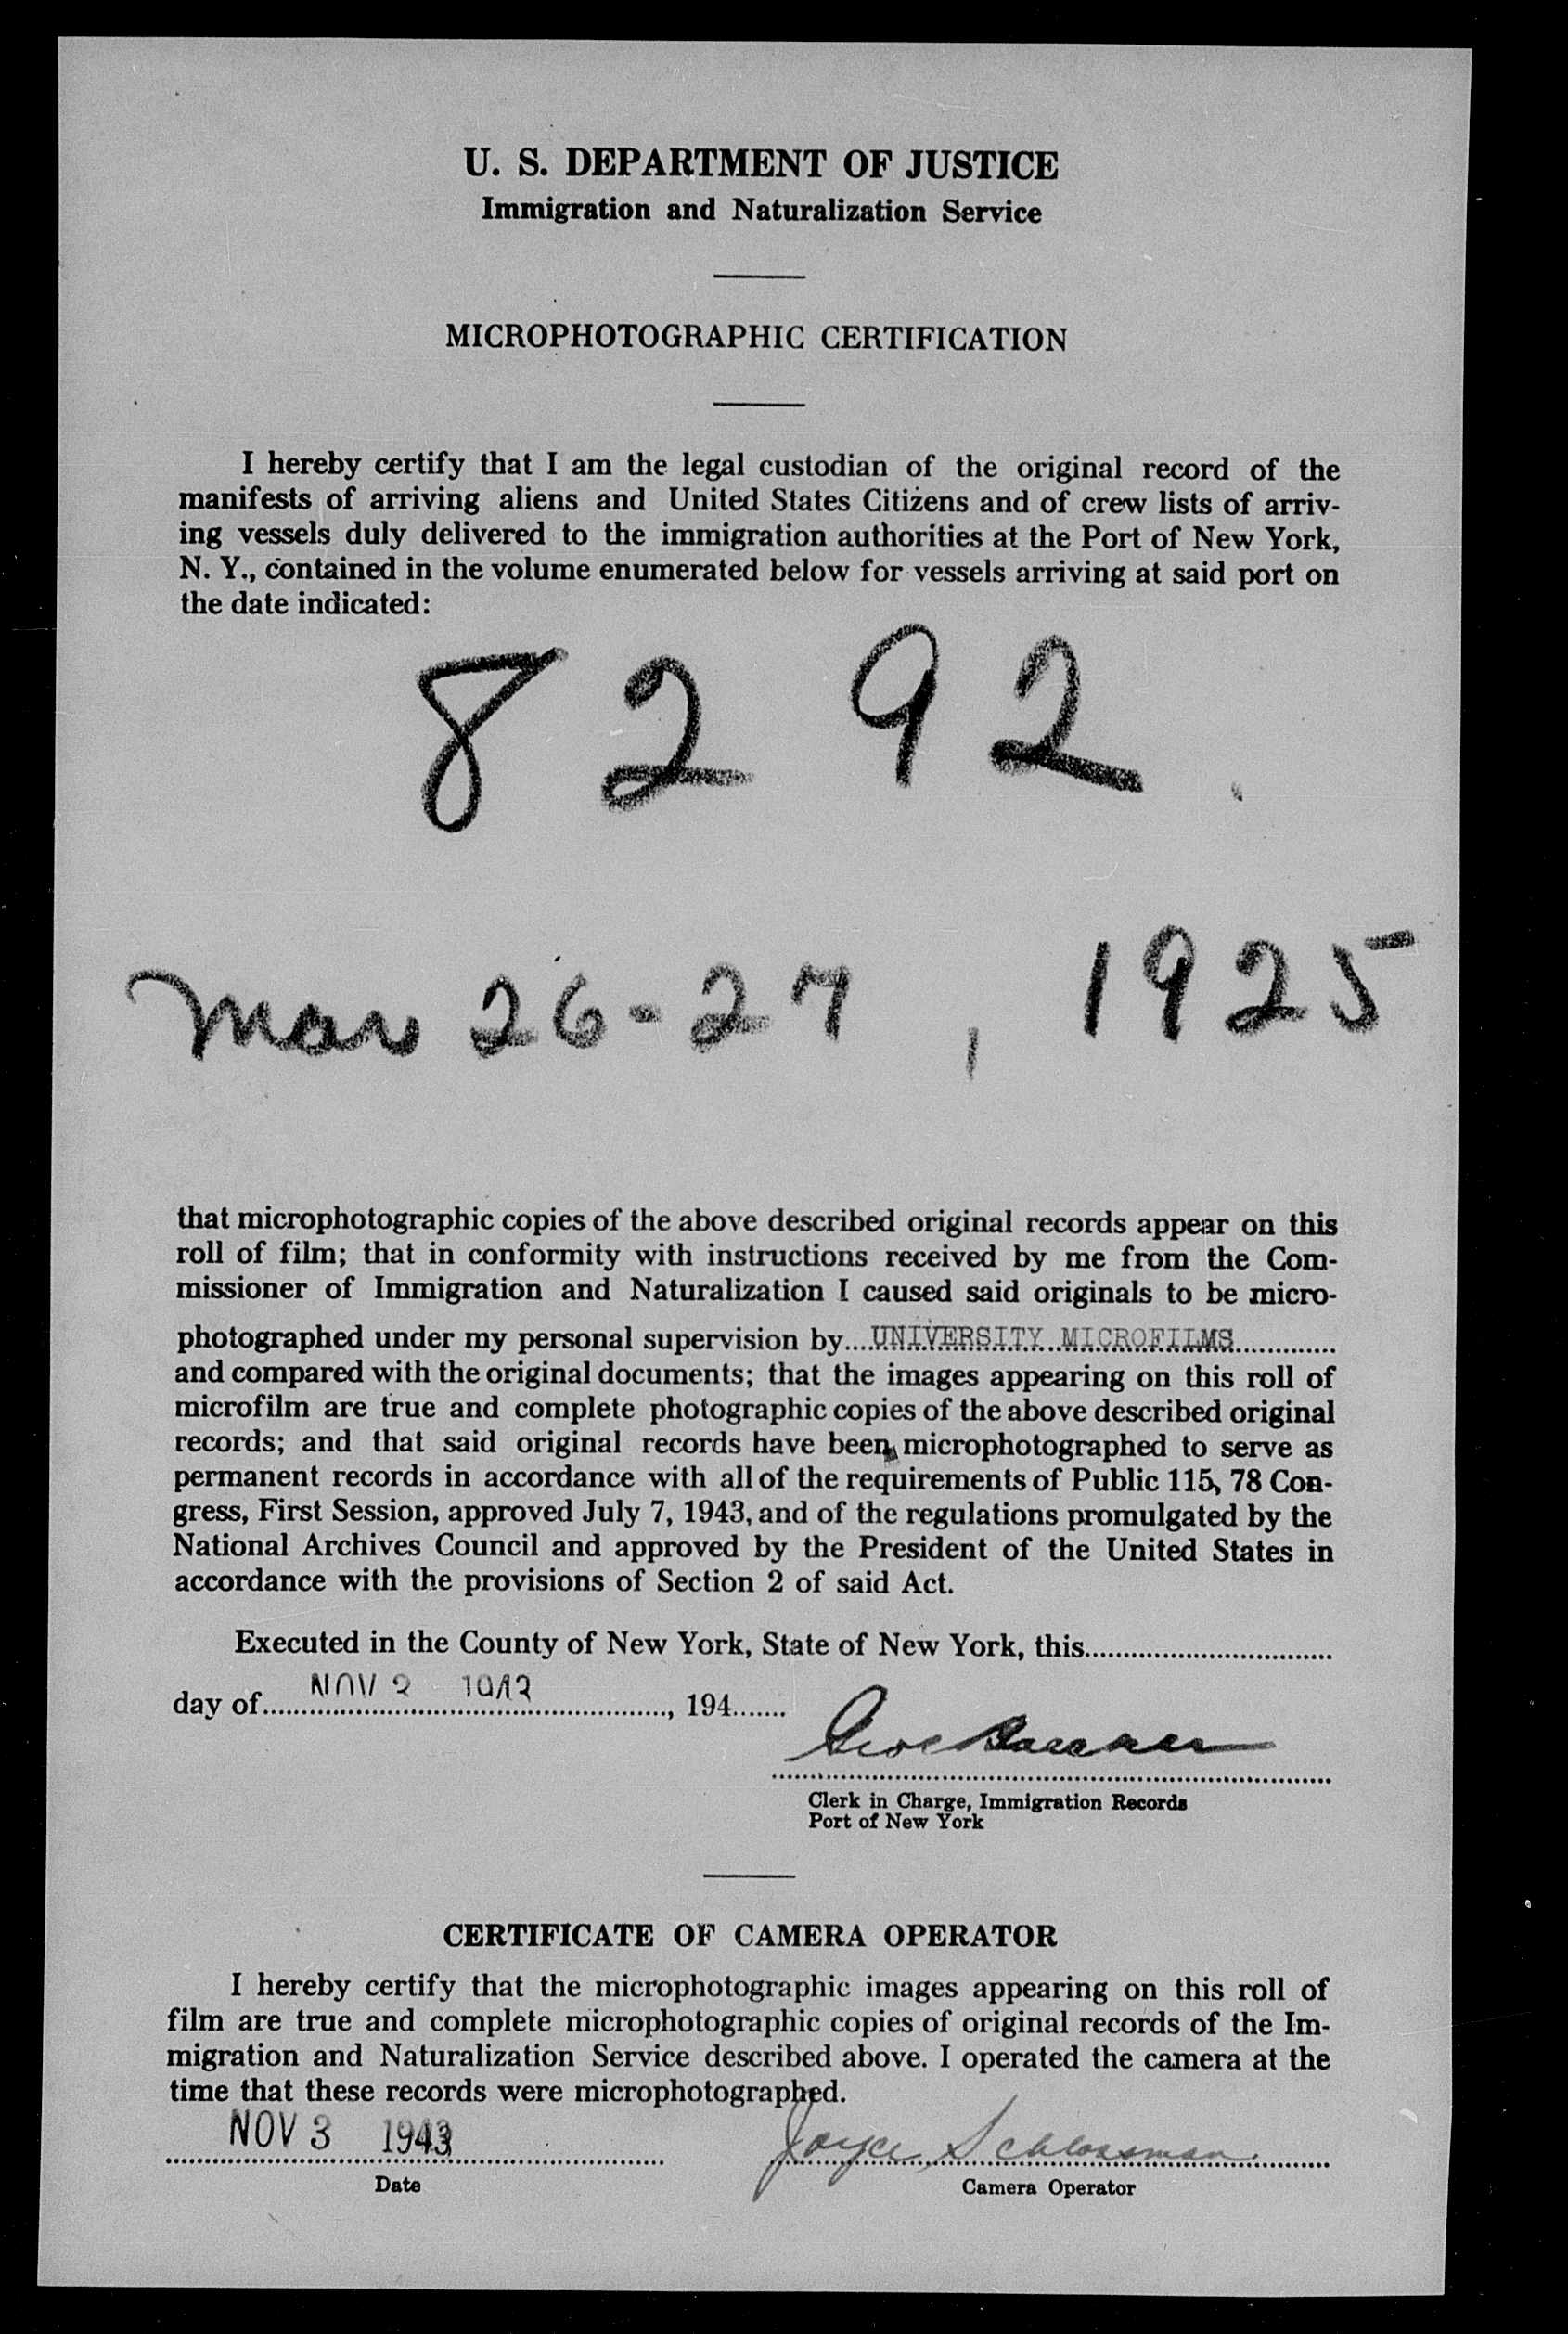 U. S. DEPARTMENT OF JUSTICE
Immigration and Naturalization Service
MICROPHOTOGRAPHIC CERTIFICATION
I hereby certify that I am the legal custodian of the original record of the
manifests of arriving aliens and United States Citizens and of crew lists of arriv-
ing vessels duly delivered to the immigration authorities at the Port of New York,
N. Y., contained in the volume enumerated below for vessels arriving at said port on
the date indicated:
8292
Mar 26-27, 1925
that microphotographic copies of the above described original records appear on this
roll of film; that in conformity with instructions received by me from the Com-
missioner of Immigration and Naturalization I caused said originals to be micro-
photographed under my personal supervision by....UNIVERSITY MICROFILMS.............
and compared with the original documents; that the images appearing on this roll of
microfilm are true and complete photographic copies of the above described original
records; and that said original records have been microphotographed to serve as
permanent records in accordance with all of the requirements of Public 115, 78 Con-
gress, First Session, approved July 7, 1943, and of the regulations promulgated by the
National Archives Council and approved by the President of the United States in
accordance with the provisions of Section 2 of said Act.
Executed in the County of New York, State of New York, this................................
day of NOV 1943, 194.......
Clerk in Charge, Immigration Records
Port of New York
CERTIFICATE OF CAMERA OPERATOR
I hereby certify that the microphotographic images appearing on this roll of
film are true and complete microphotographic copies of original records of the Im-
migration and Naturalization Service described above. I operated the camera at the
time that these records were microphotographed.
NOV 3 1943 Joyce Schlossman
Date Camera Operator